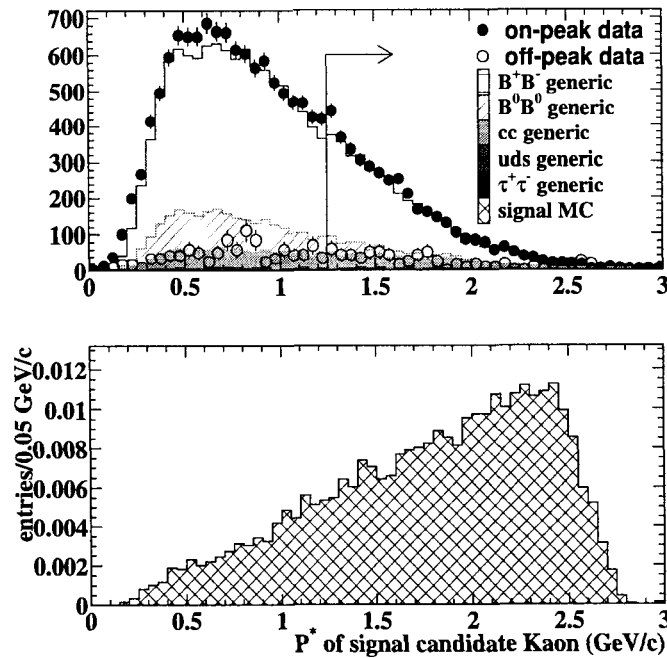 700
600
500
400
300
200
100
0
0
0.5
1
1.5
2
2.5
3
on-peak data
off-peak data
B⁺B⁻ generic
B⁰B⁰ generic
cc generic
uds generic
τ⁺τ⁻ generic
signal MC
entries/0.05 GeV/c
0.012
0.01
0.008
0.006
0.004
0.002
0
0
0.5
1
1.5
2
2.5
3
P* of signal candidate Kaon (GeV/c)